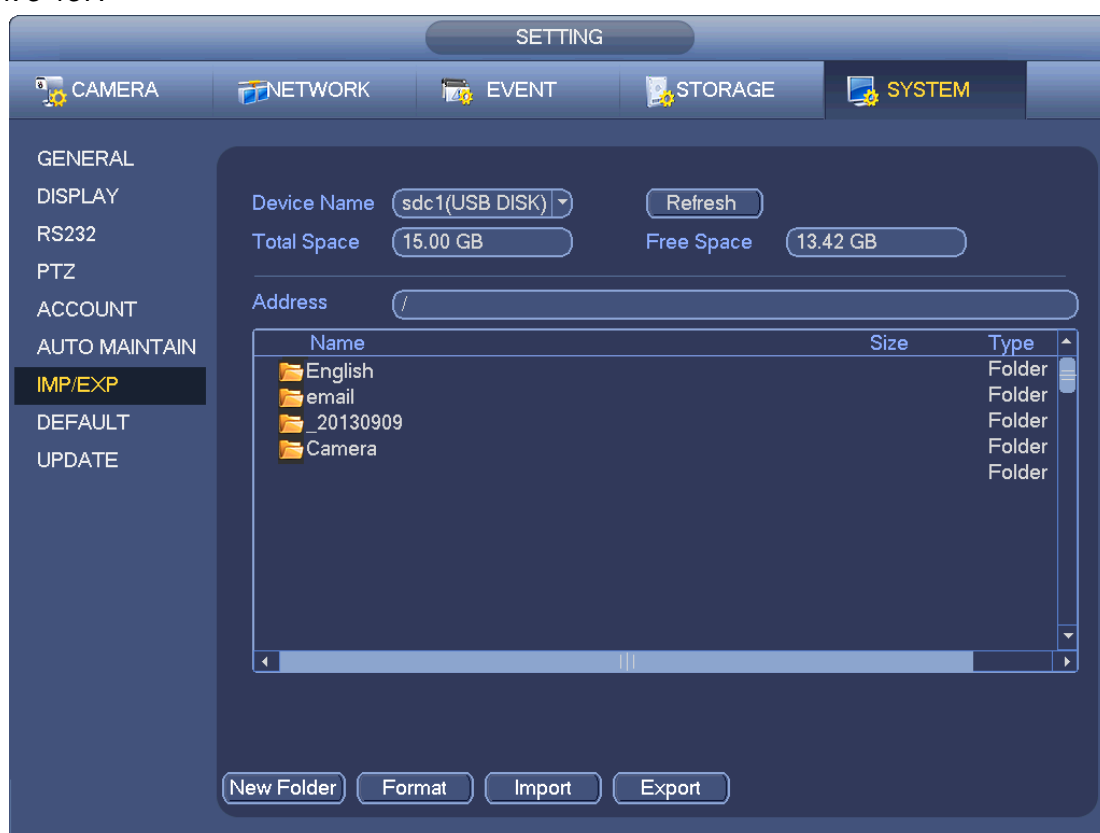 SETTING
CAMERA NETWORK EVENT STORAGE SYSTEM
GENERAL
DISPLAY
RS232
PTZ
ACCOUNT
AUTO MAINTAIN
IMP/EXP
DEFAULT
UPDATE
Device Name sdc1(USB DISK) Refresh
Total Space 15.00 GB Free Space 13.42 GB
Address /
Name Size Type
English Folder
email Folder
_20130909 Folder
Camera Folder
Folder
New Folder Format Import Export